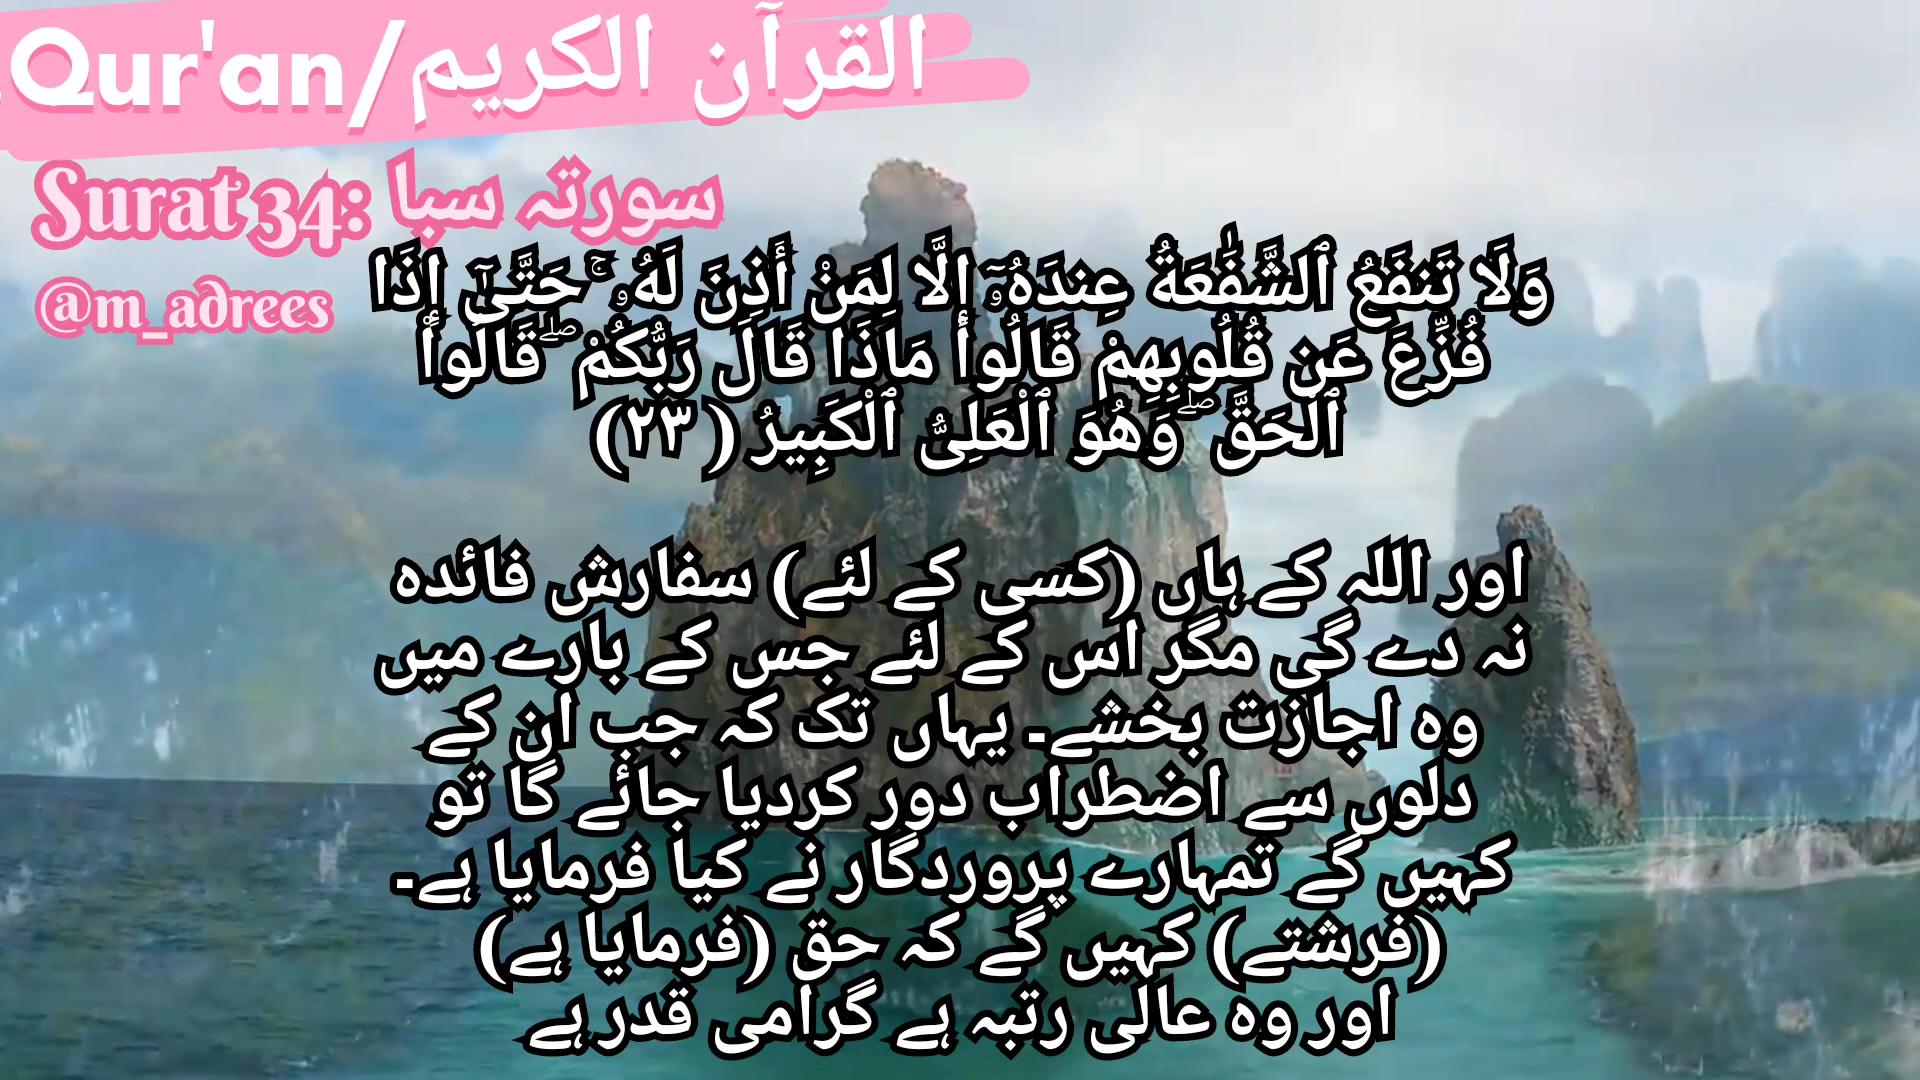 Qur'an/القرآن الكريم
Surat 34: سورتہ سبا
@m_adrees
وَلَا تَنفَعُ ٱلشَّفَٰعَةُ عِندَهُۥٓ إِلَّا لِمَنْ أَذِنَ لَهُۥ ۚ حَتَّىٰٓ إِذَا
فُزِّعَ عَن قُلُوبِهِمْ قَالُوا۟ مَاذَا قَالَ رَبُّكُمْ ۖ قَالُوا۟
ٱلْحَقَّ ۖ وَهُوَ ٱلْعَلِىُّ ٱلْكَبِيرُ (٢٣)
اور اللہ کے ہاں (کسی کے لئے) سفارش فائدہ
نہ دے گی مگر اس کے لئے جس کے بارے میں
وہ اجازت بخشے۔ یہاں تک کہ جب ان کے
دلوں سے اضطراب دور کردیا جائے گا تو
کہیں گے تمہارے پروردگار نے کیا فرمایا ہے۔
(فرشتے) کہیں گے کہ حق (فرمایا ہے)
اور وہ عالی رتبہ ہے گرامی قدر ہے